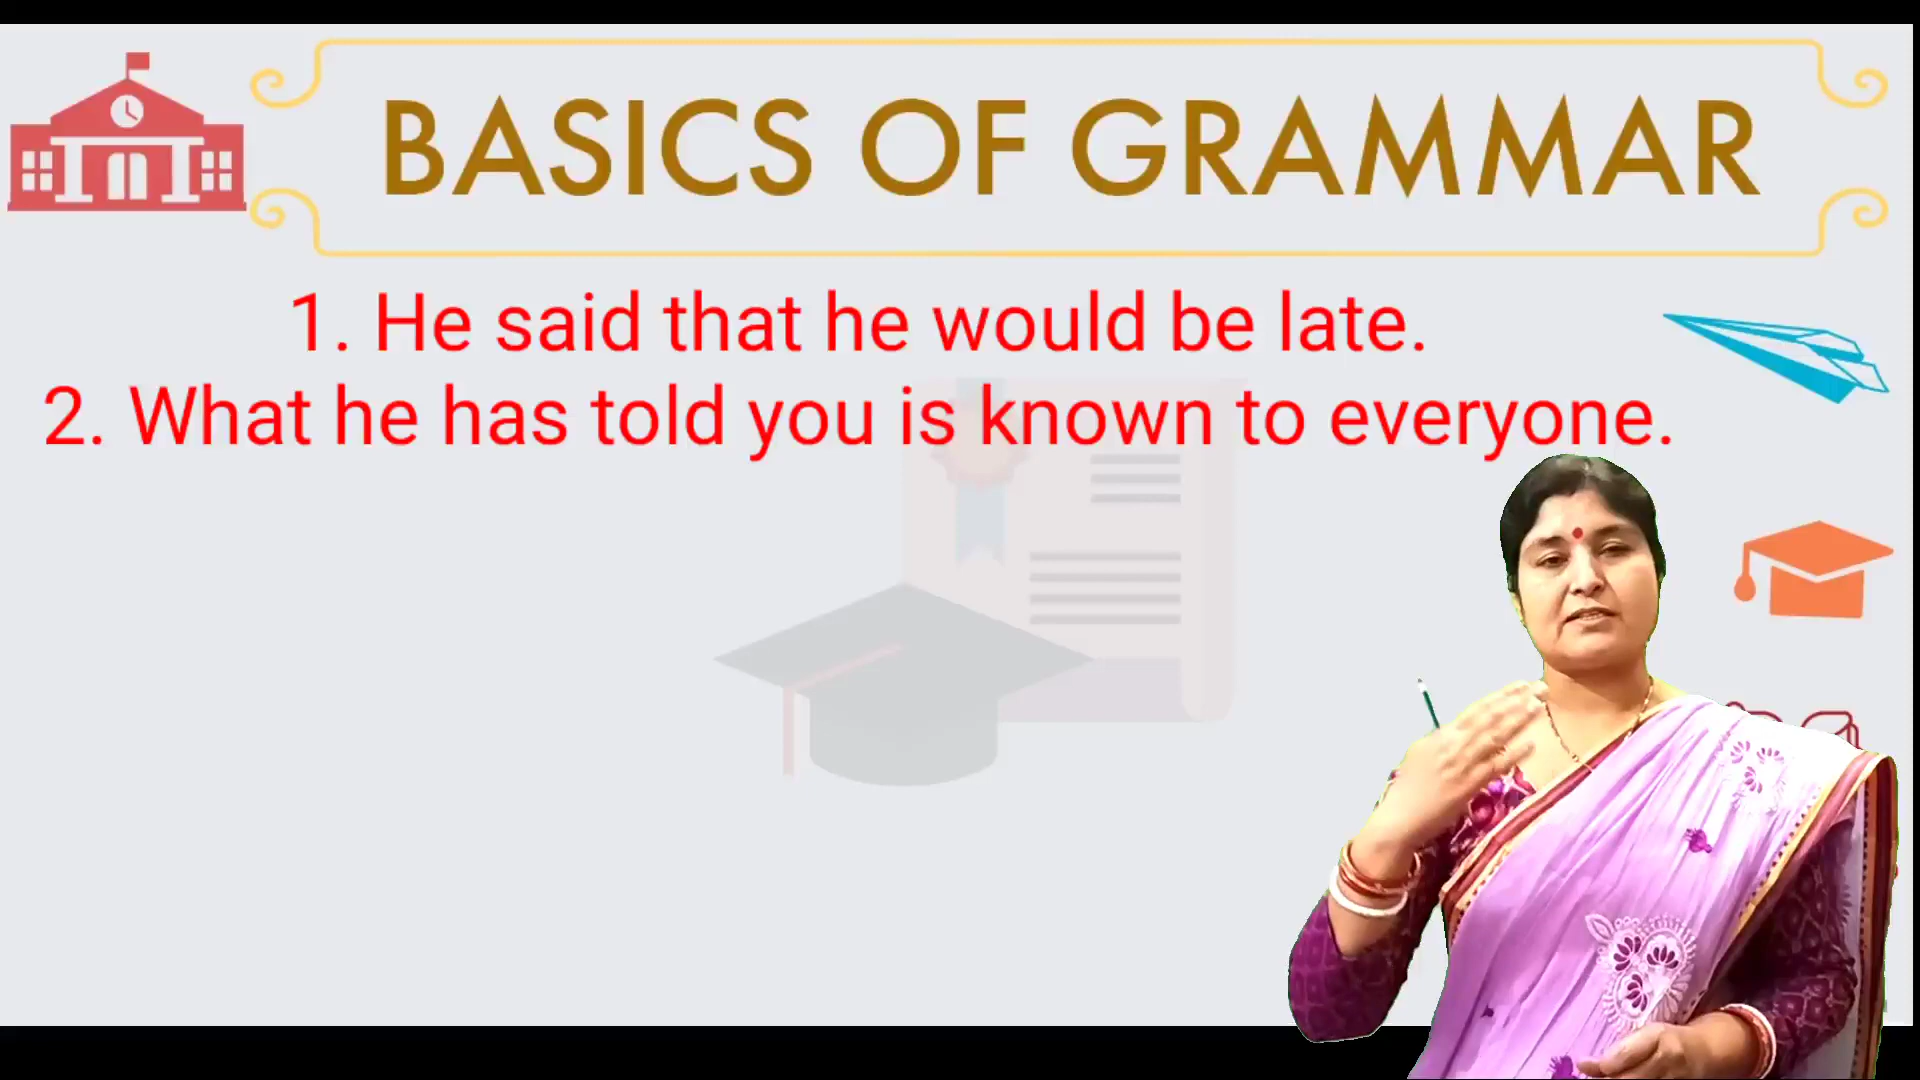 BASICS OF GRAMMAR
1. He said that he would be late.
2. What he has told you is known to everyone.